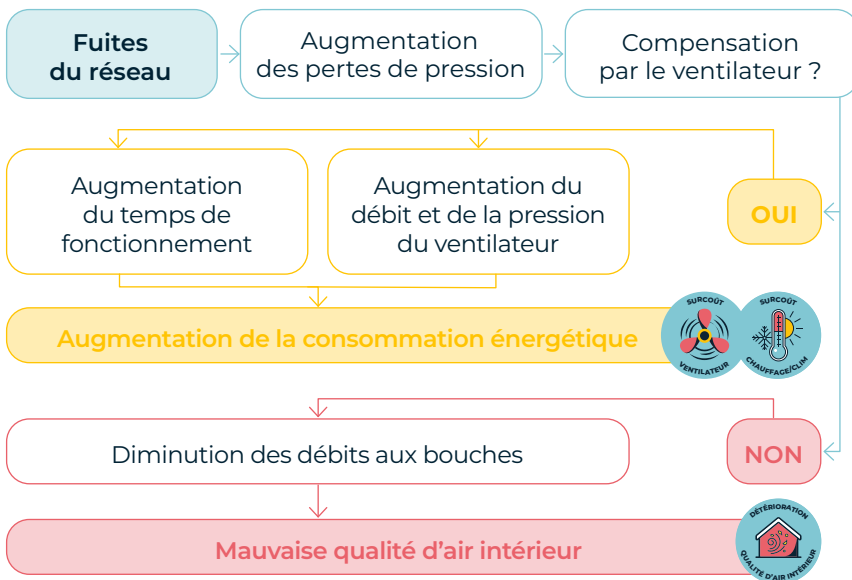 Fuites
du réseau
Augmentation
des pertes de pression
Compensation
par le ventilateur ?
Augmentation
du temps de
fonctionnement
Augmentation du
débit et de la pression
du ventilateur
OUI
Augmentation de la consommation énergétique
SURCOÛT
VENTILATEUR
SURCOÛT
CHAUFFAGE/CLIM
Diminution des débits aux bouches
NON
Mauvaise qualité d'air intérieur
DÉTÉRIORATION
QUALITÉ D'AIR INTÉRIEUR